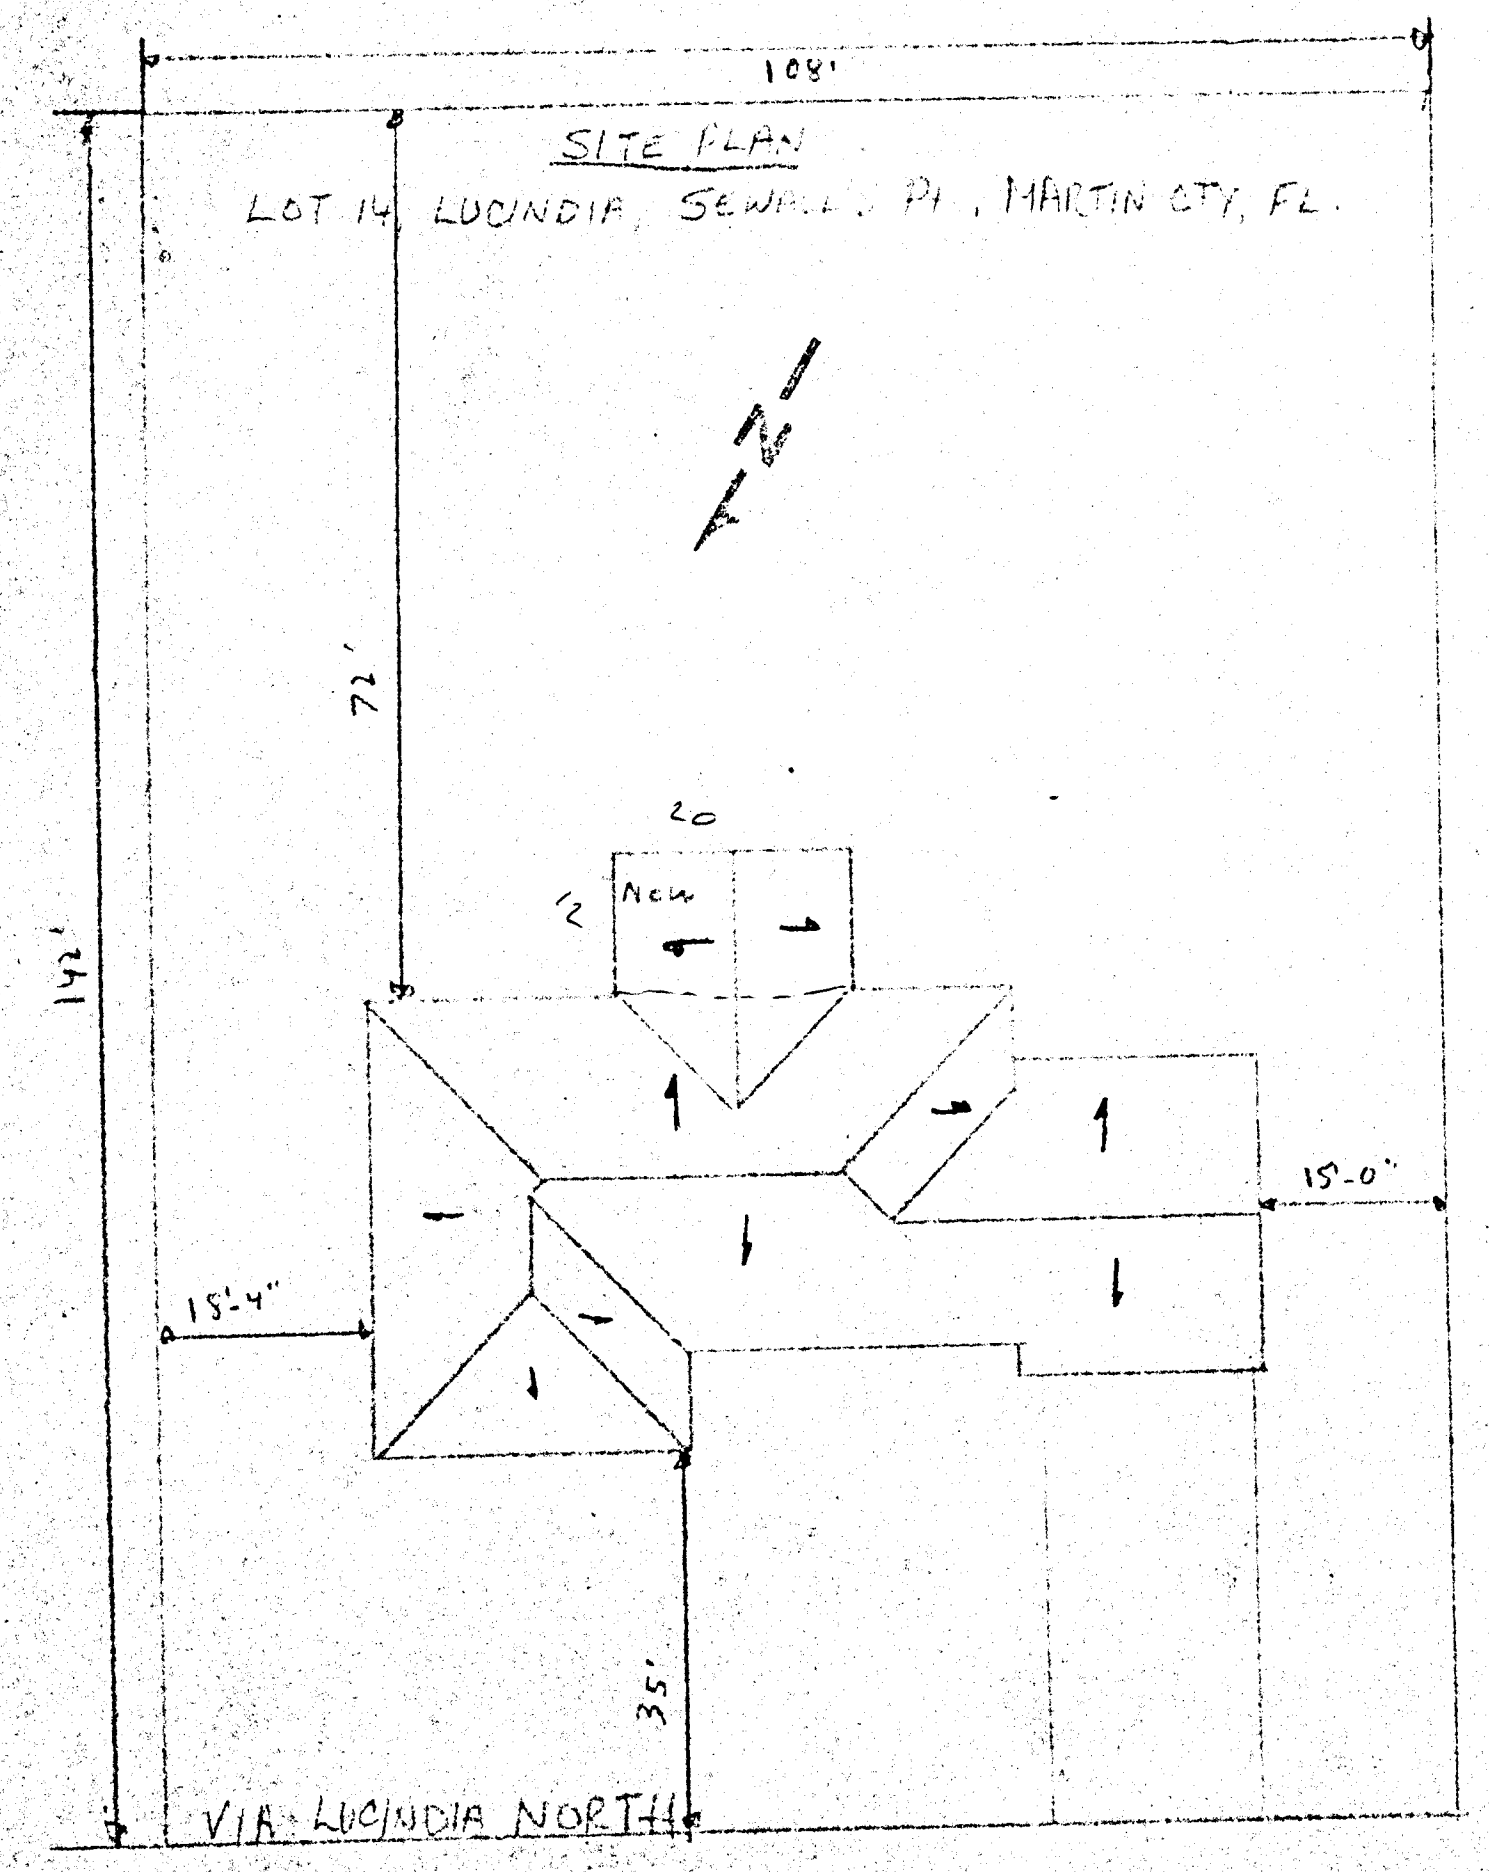 108'
SITE PLAN
LOT 14, LUCINDIA, SEWALL'S Pt., MARTIN CTY, FL.
N
72'
142'
20
12
New
15'-0"
18'-4"
35'
VIA LUCINDIA NORTH